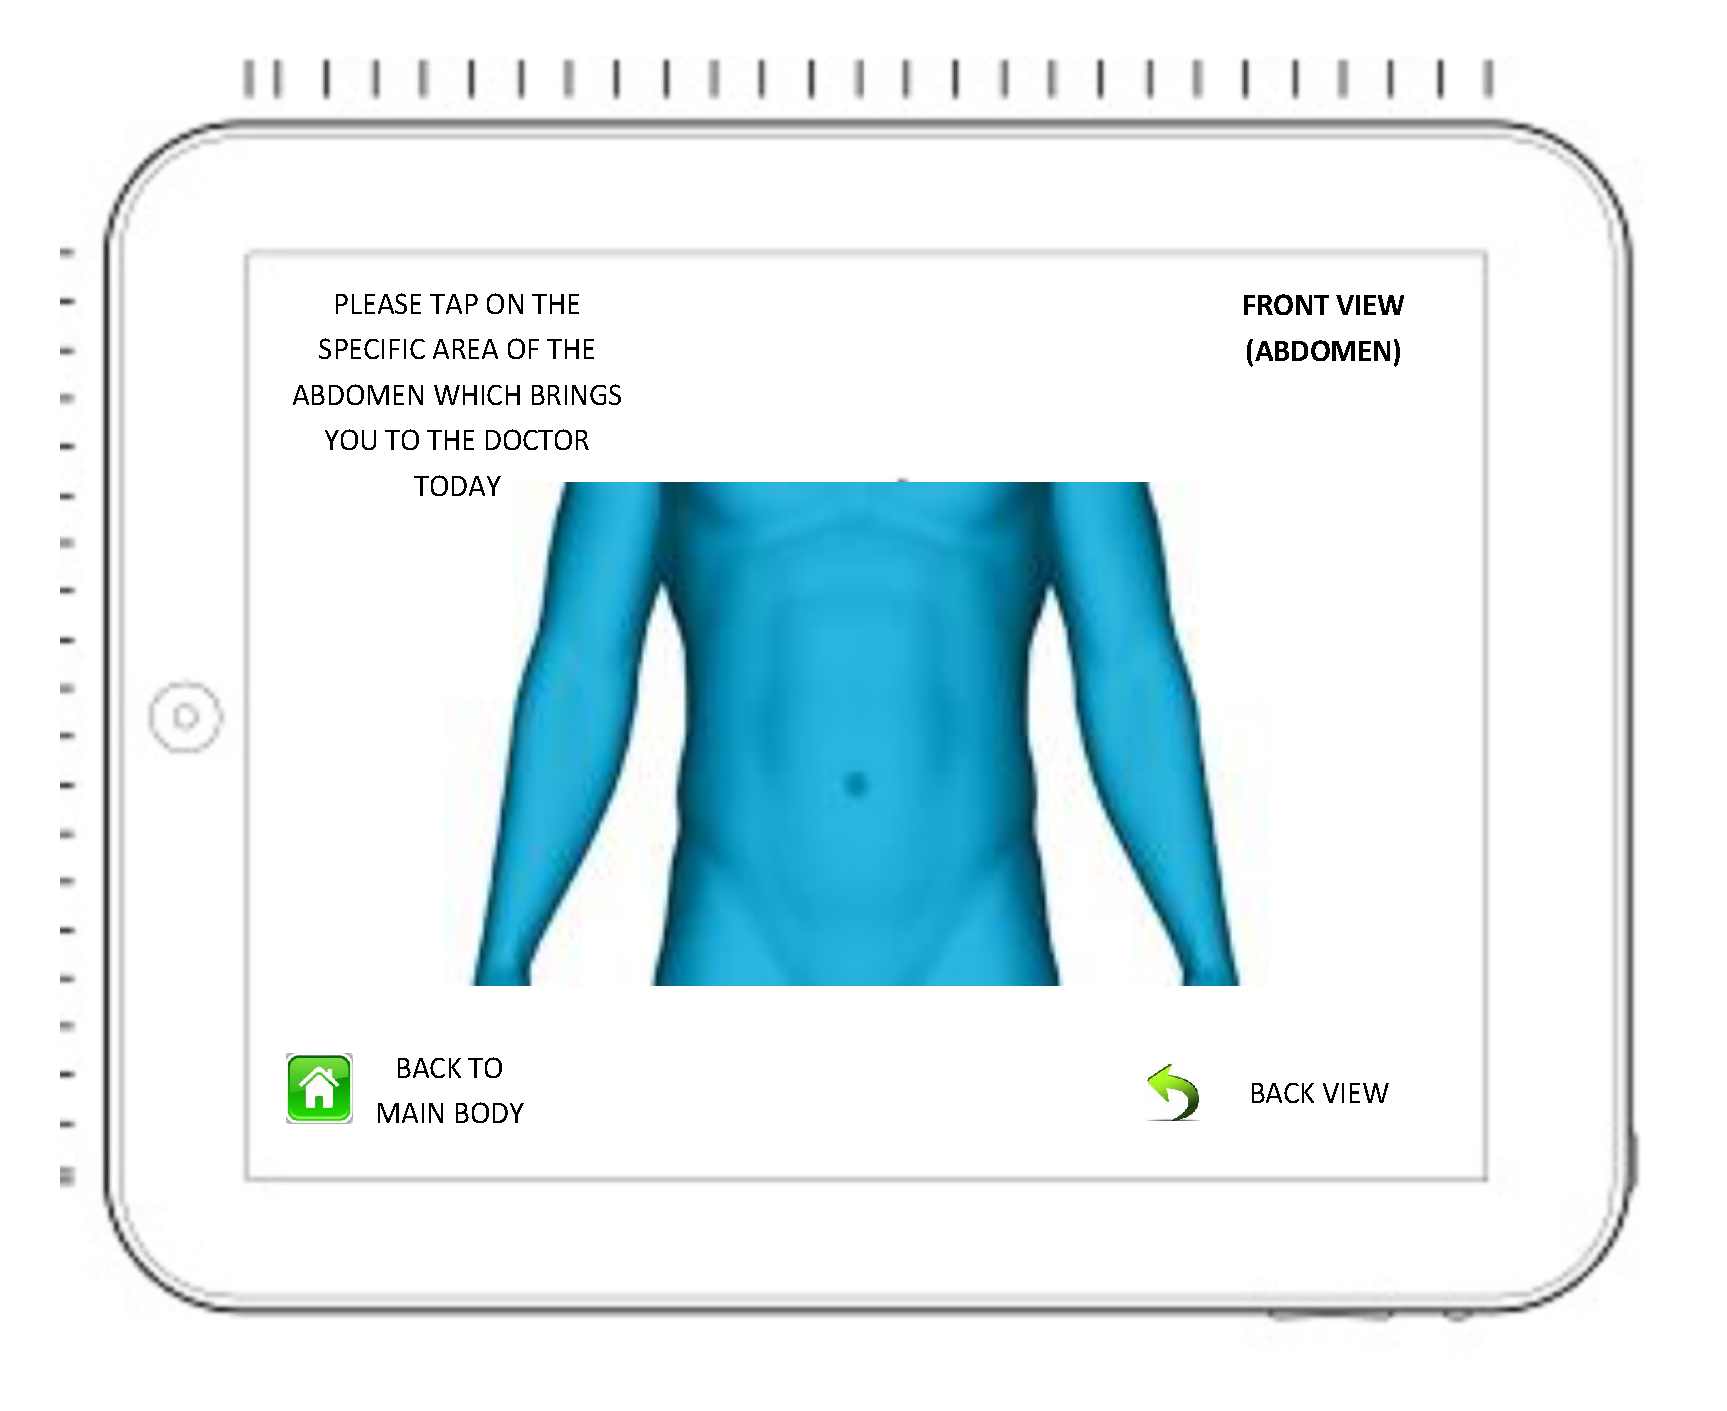 PLEASE TAP ON THE
SPECIFIC AREA OF THE
ABDOMEN WHICH BRINGS
YOU TO THE DOCTOR
TODAY
FRONT VIEW
(ABDOMEN)
BACK TO
MAIN BODY
BACK VIEW